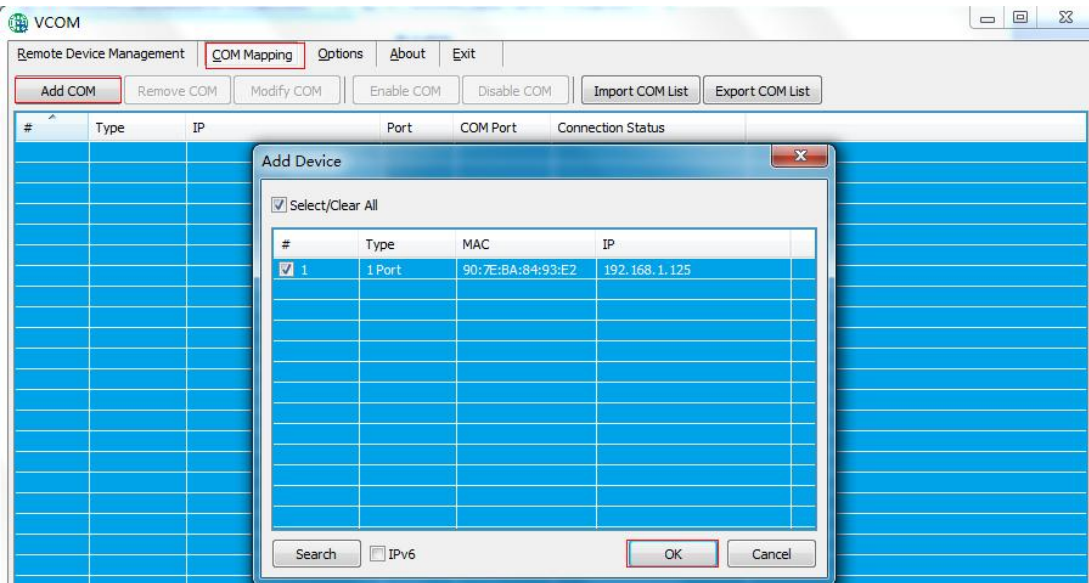 VCOM
Remote Device Management COM Mapping Options About Exit
Add COM Remove COM Modify COM Enable COM Disable COM Import COM List Export COM List
# Type IP Port COM Port Connection Status
Add Device
Select/Clear All
# Type MAC IP
1 1 Port 90:7E:BA:84:93:E2 192.168.1.125
Search IPv6 OK Cancel